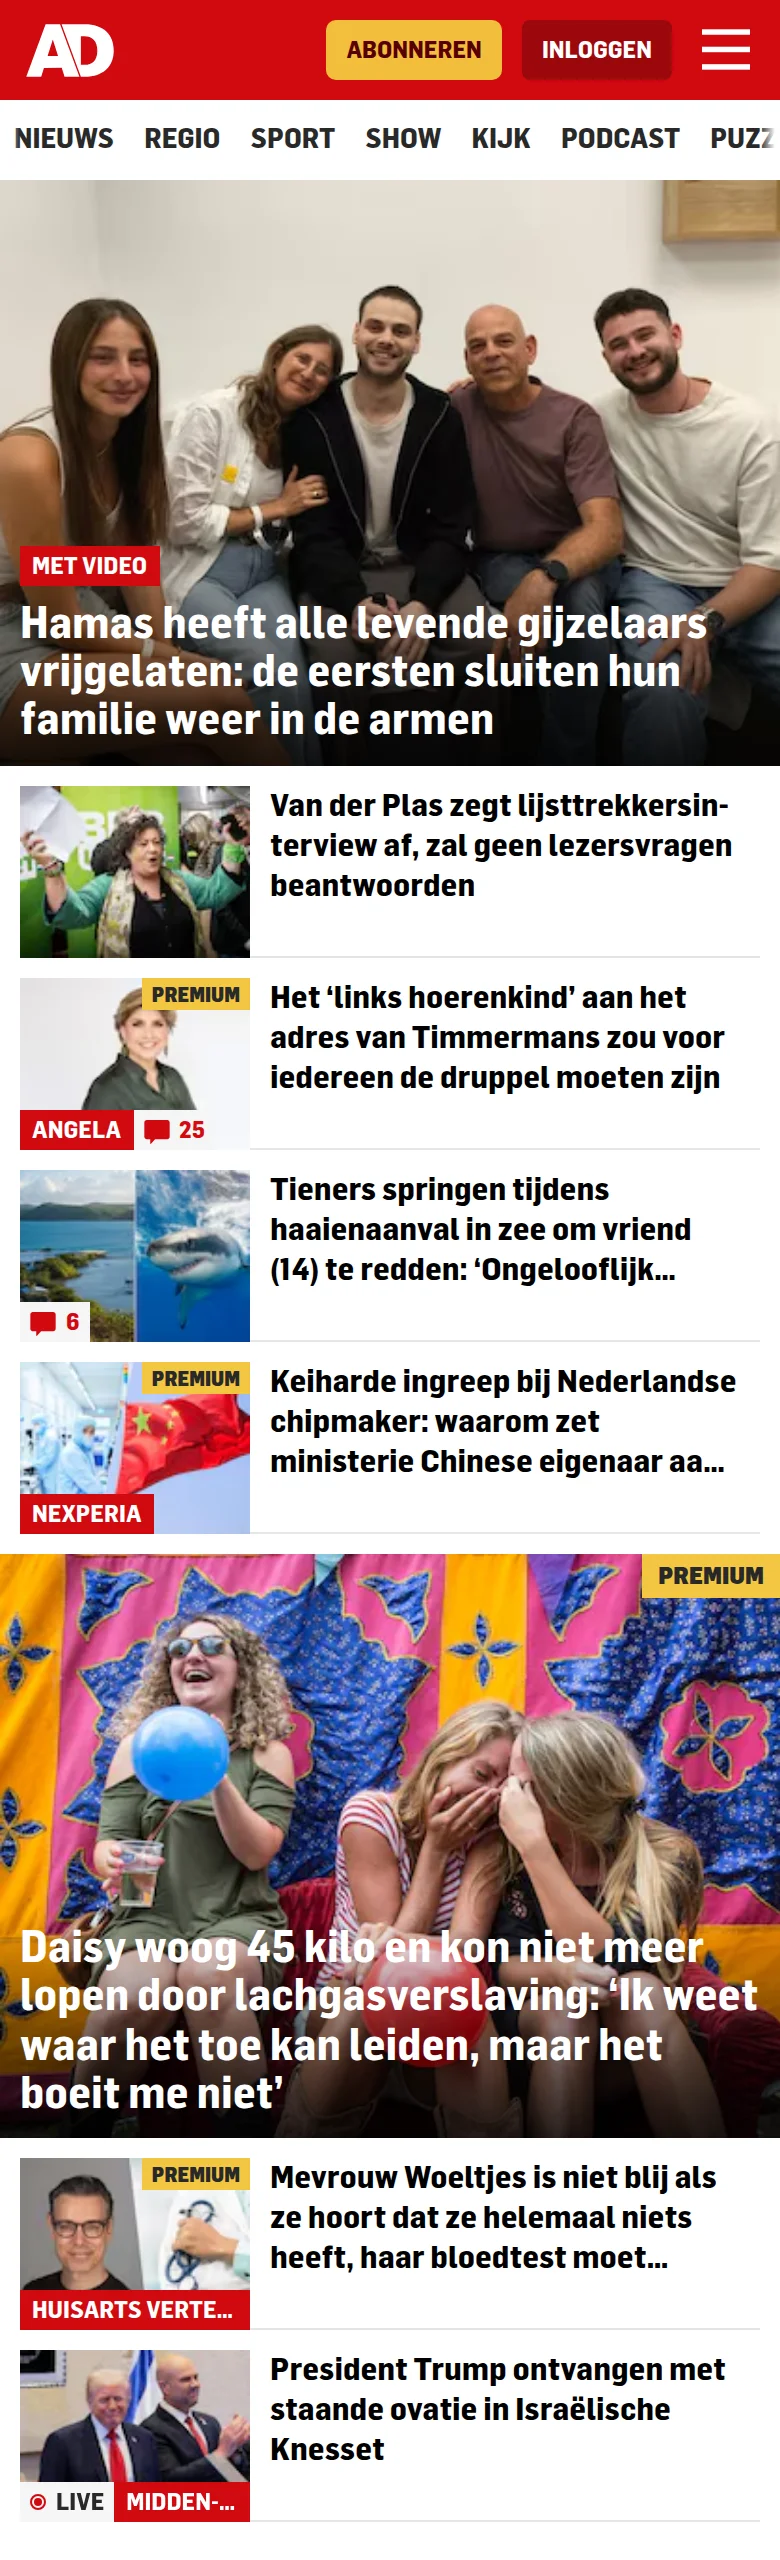 AD
ABONNEREN
INLOGGEN
NIEUWS REGIO SPORT SHOW KIJK PODCAST PUZZ
MET VIDEO
Hamas heeft alle levende gijzelaars
vrijgelaten: de eersten sluiten hun
familie weer in de armen
Van der Plas zegt lijsttrekkersin-
terview af, zal geen lezersvragen
beantwoorden
PREMIUM
ANGELA
25
Het ‘links hoerenkind’ aan het
adres van Timmermans zou voor
iedereen de druppel moeten zijn
6
Tieners springen tijdens
haaienaanval in zee om vriend
(14) te redden: ‘Ongelooflijk...
PREMIUM
NEXPERIA
Keiharde ingreep bij Nederlandse
chipmaker: waarom zet
ministerie Chinese eigenaar aa...
PREMIUM
Daisy woog 45 kilo en kon niet meer
lopen door lachgasverslaving: ‘Ik weet
waar het toe kan leiden, maar het
boeit me niet’
PREMIUM
HUISARTS VERTE...
Mevrouw Woeltjes is niet blij als
ze hoort dat ze helemaal niets
heeft, haar bloedtest moet...
LIVE
MIDDEN-...
President Trump ontvangen met
staande ovatie in Israëlische
Knesset